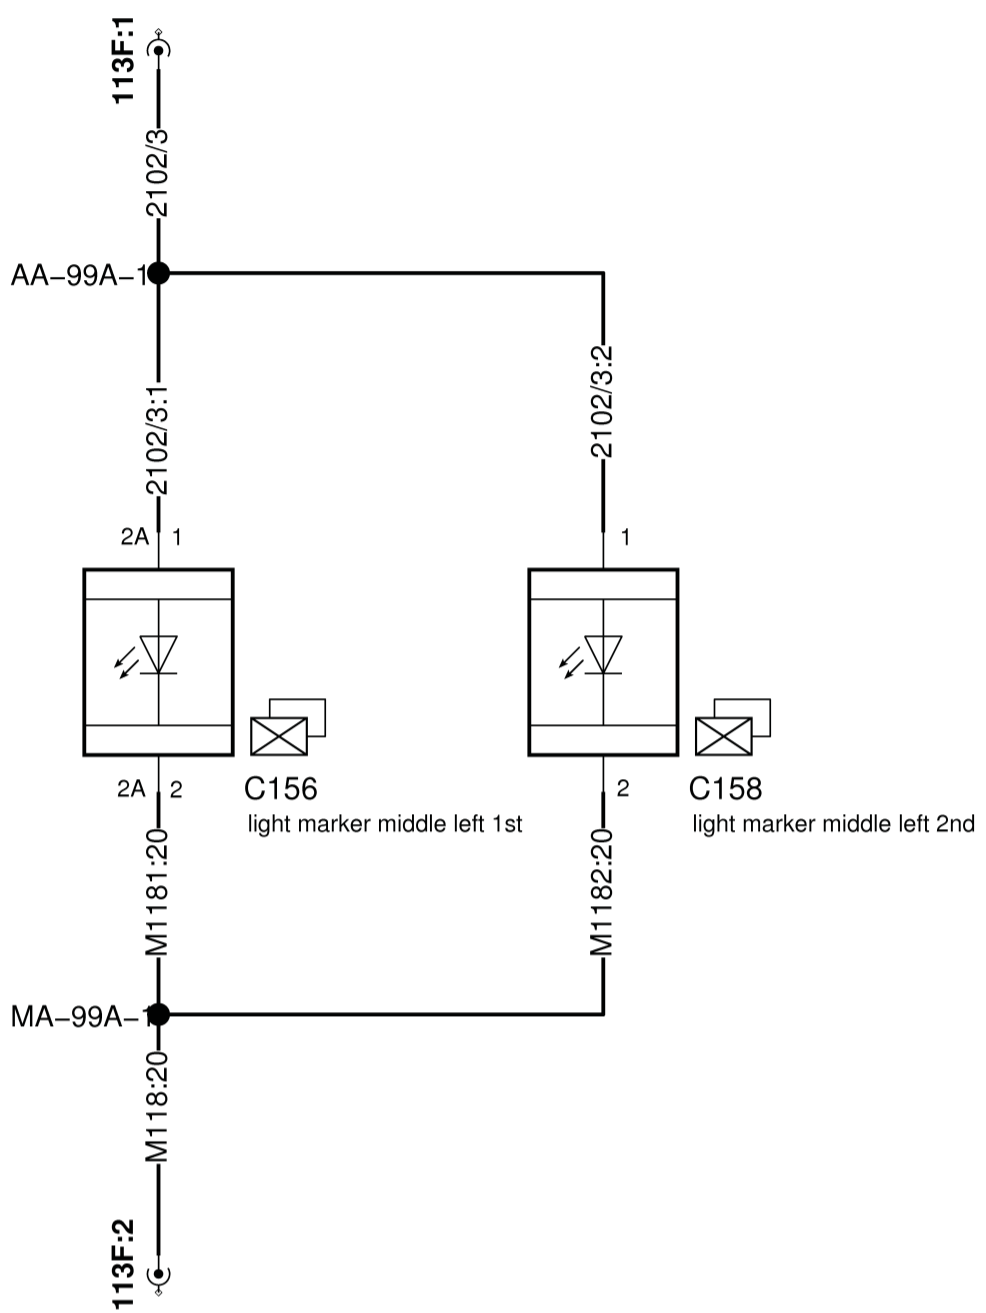 113F:1
2102/3
AA−99A−1
2102/3:1
2102/3:2
2A 1
1
2A 2
2
C156
light marker middle left 1st
C158
light marker middle left 2nd
M1181:20
M1182:20
MA−99A−1
M118:20
113F:2